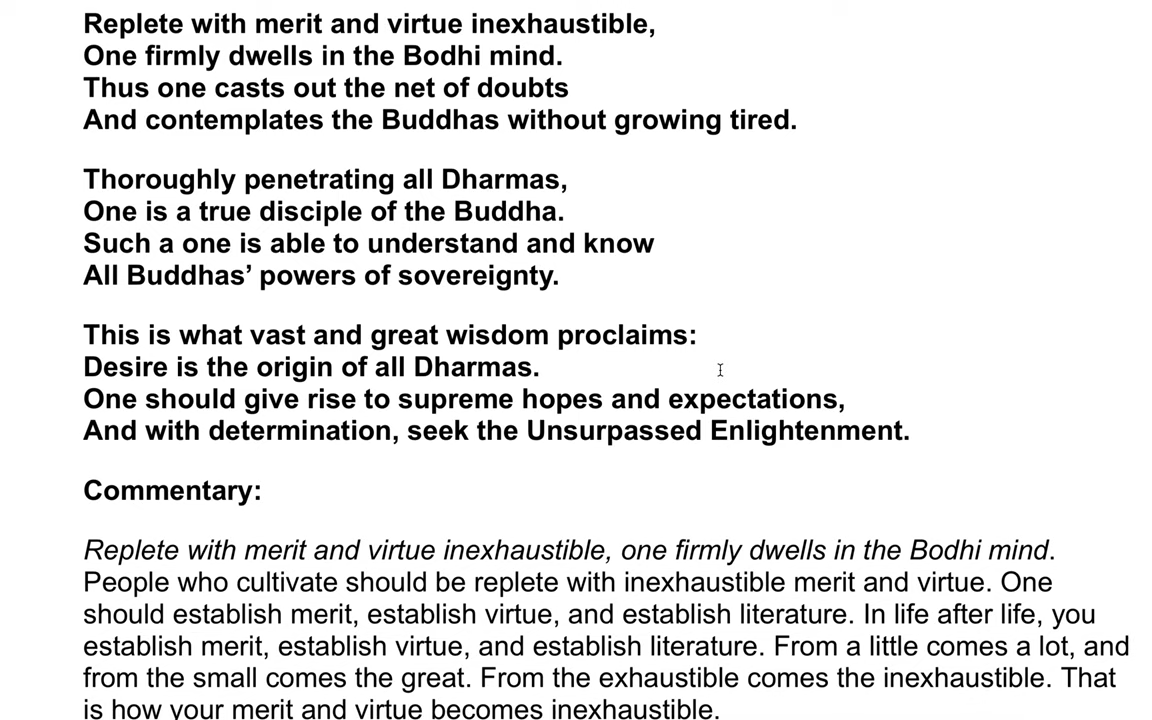 Replete with merit and virtue inexhaustible,
One firmly dwells in the Bodhi mind.
Thus one casts out the net of doubts
And contemplates the Buddhas without growing tired.
Thoroughly penetrating all Dharmas,
One is a true disciple of the Buddha.
Such a one is able to understand and know
All Buddhas’ powers of sovereignty.
This is what vast and great wisdom proclaims:
Desire is the origin of all Dharmas.
One should give rise to supreme hopes and expectations,
And with determination, seek the Unsurpassed Enlightenment.
Commentary:
Replete with merit and virtue inexhaustible, one firmly dwells in the Bodhi mind.
People who cultivate should be replete with inexhaustible merit and virtue. One
should establish merit, establish virtue, and establish literature. In life after life, you
establish merit, establish virtue, and establish literature. From a little comes a lot, and
from the small comes the great. From the exhaustible comes the inexhaustible. That
is how your merit and virtue becomes inexhaustible.